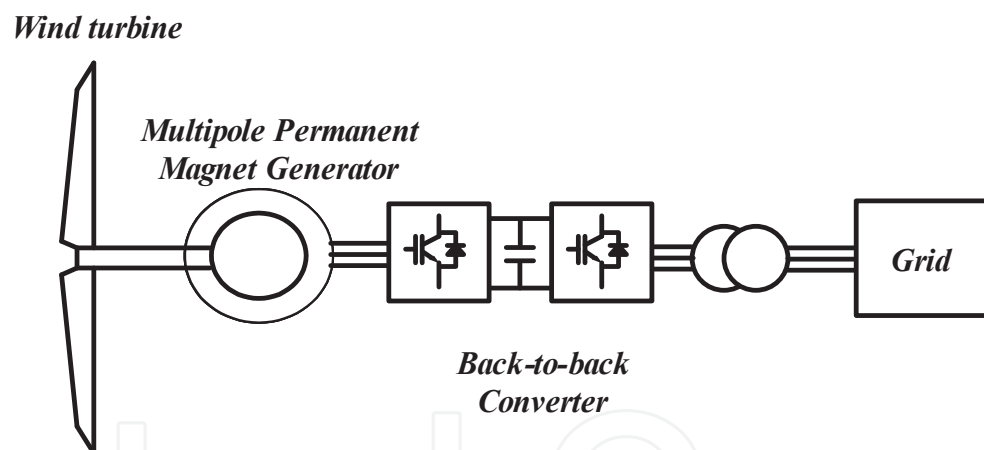 Wind turbine
Multipole Permanent
Magnet Generator
Grid
Back-to-back
Converter